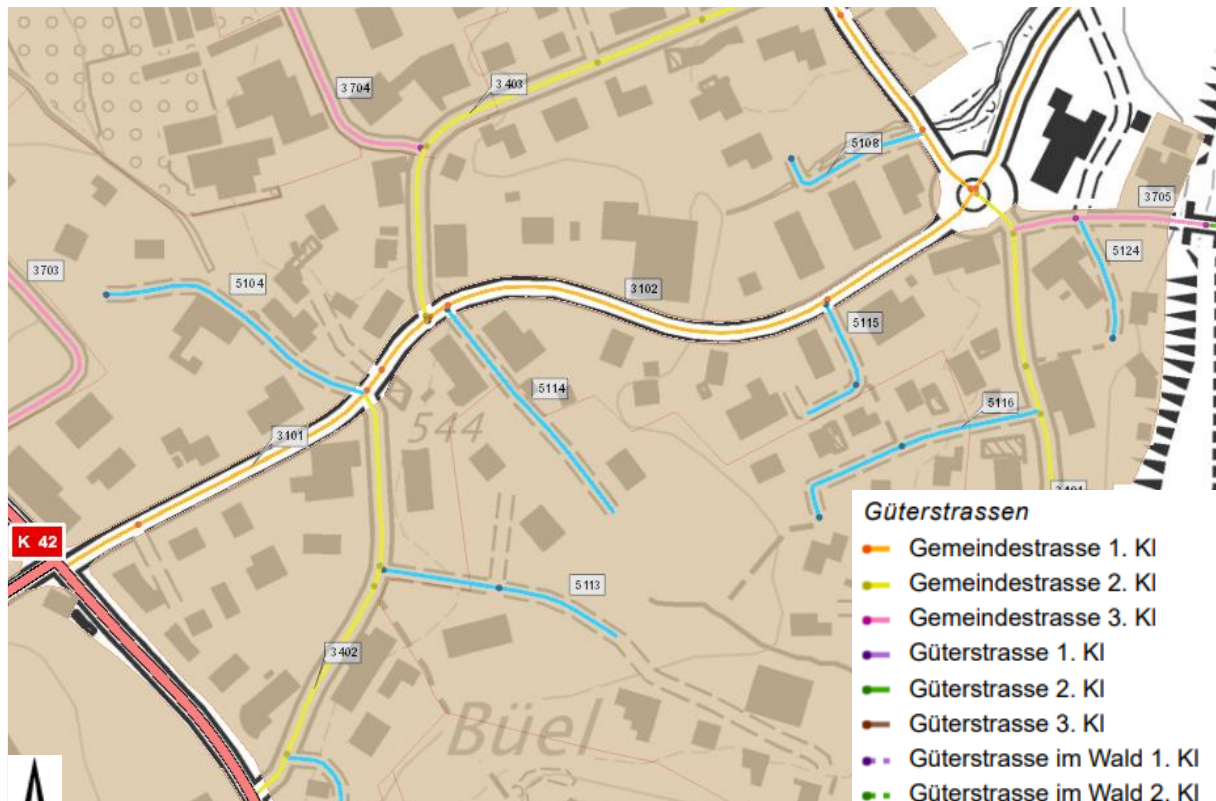 3704
3403
5108
3705
3703
5104
3102
5124
5115
5114
5116
544
3101
K 42
5113
3402
Büel
Güterstrassen
Gemeindestrasse 1. Kl
Gemeindestrasse 2. Kl
Gemeindestrasse 3. Kl
Güterstrasse 1. Kl
Güterstrasse 2. Kl
Güterstrasse 3. Kl
Güterstrasse im Wald 1. Kl
Güterstrasse im Wald 2. Kl